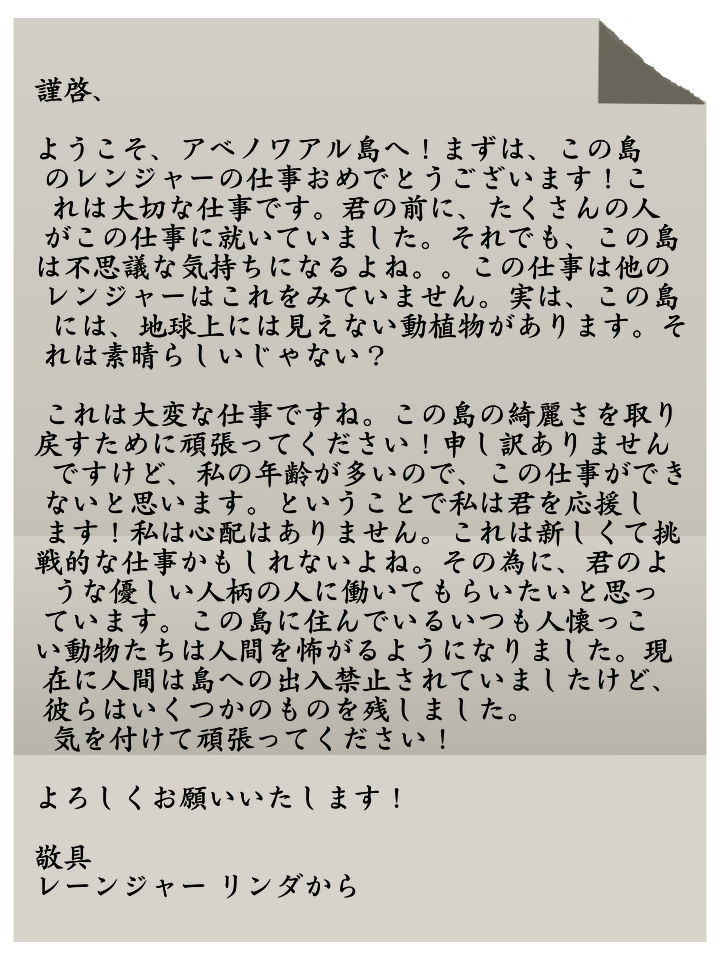 謹啓、
ようこそ、アベノワアル島へ！まずは、この島
のレンジャーの仕事おめでとうございます！こ
れは大切な仕事です。君の前に、たくさんの人
がこの仕事に就いていました。それでも、この島
は不思議な気持ちになるよね。。この仕事は他の
レンジャーはこれをみていません。実は、この島
には、地球上には見えない動植物があります。そ
れは素晴らしいじゃない？
これは大変な仕事ですね。この島の綺麗さを取り
戻すために頑張ってください！申し訳ありません
ですけど、私の年齢が多いので、この仕事ができ
ないと思います。ということで私は君を応援し
ます！私は心配はありません。これは新しくて挑
戦的な仕事かもしれないよね。その為に、君のよ
うな優しい人柄の人に働いてもらいたいと思っ
ています。この島に住んでいるいつも人懐っこ
い動物たちは人間を怖がるようになりました。現
在に人間は島への出入禁止されていましたけど、
彼らはいくつかのものを残しました。
気を付けて頑張ってください！
よろしくお願いいたします！
敬具
レーンジャー リンダから